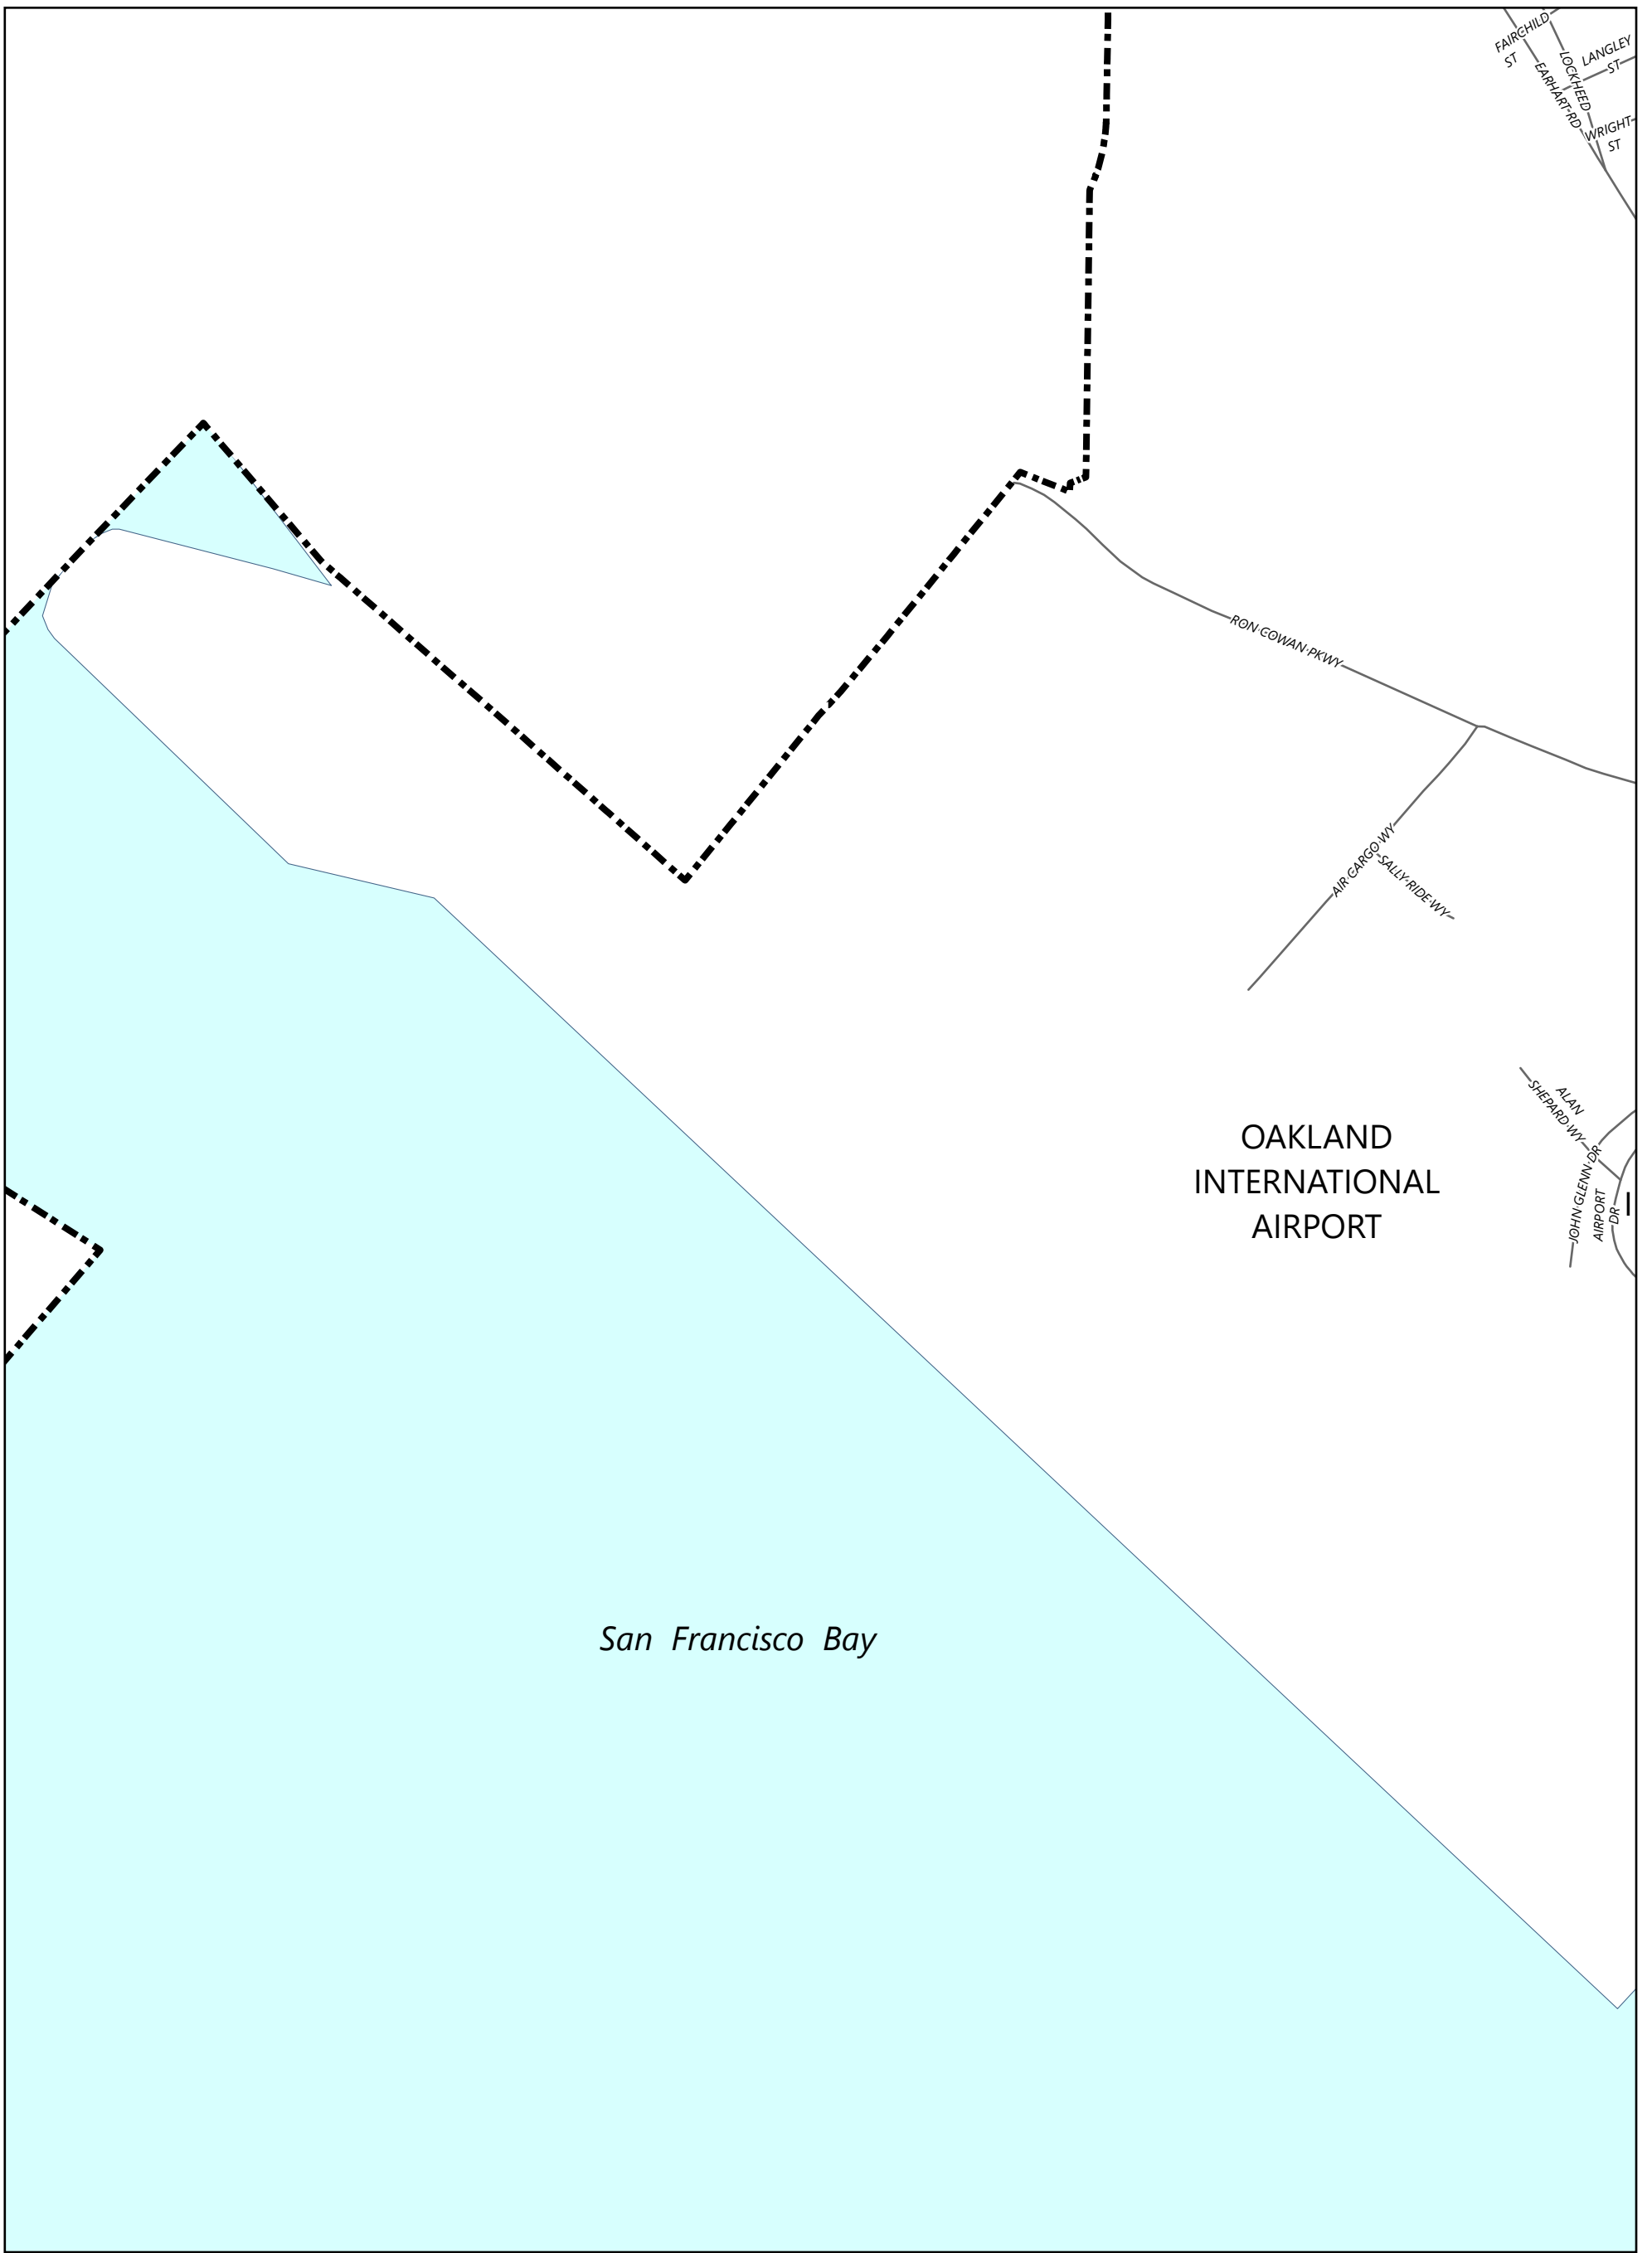 FAIRCHILD
ST
LANGLEY
ST
LOCKHEED
EARHART RD
WRIGHT
ST
RON COWAN PKWY
AIR CARGO WY
SALLY RIDE WY
ALAN
SHEPARD WY
OAKLAND
INTERNATIONAL
AIRPORT
JOHN GLENN DR
AIRPORT
DR
San Francisco Bay